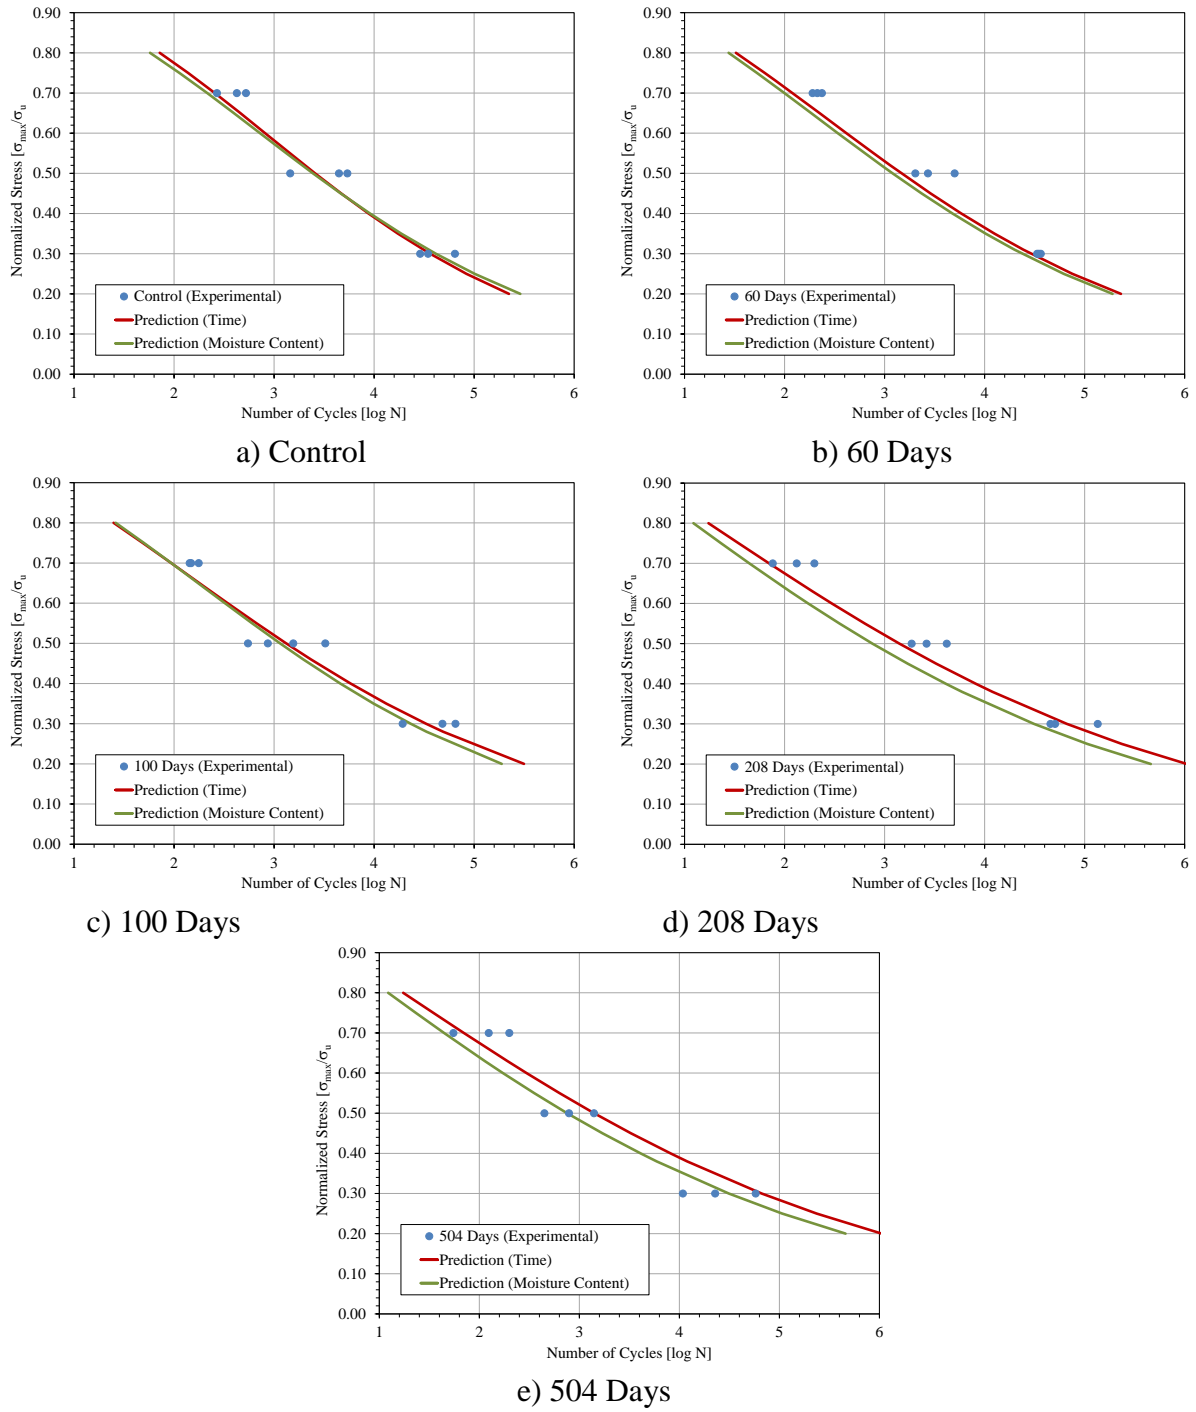 0.90
0.80
0.70
0.60
0.50
0.40
0.30
0.20
0.10
0.00
Normalized Stress [σmax/σu
Control (Experimental)
Prediction (Time)
Prediction (Moisture Content)
1 2 3 4 5 6
Number of Cycles [log N]
a) Control
0.90
0.80
0.70
0.60
0.50
0.40
0.30
0.20
0.10
0.00
Normalized Stress [σmax/σu
60 Days (Experimental)
Prediction (Time)
Prediction (Moisture Content)
1 2 3 4 5 6
Number of Cycles [log N]
b) 60 Days
0.90
0.80
0.70
0.60
0.50
0.40
0.30
0.20
0.10
0.00
Normalized Stress [σmax/σu
100 Days (Experimental)
Prediction (Time)
Prediction (Moisture Content)
1 2 3 4 5 6
Number of Cycles [log N]
c) 100 Days
0.90
0.80
0.70
0.60
0.50
0.40
0.30
0.20
0.10
0.00
Normalized Stress [σmax/σu
208 Days (Experimental)
Prediction (Time)
Prediction (Moisture Content)
1 2 3 4 5 6
Number of Cycles [log N]
d) 208 Days
0.90
0.80
0.70
0.60
0.50
0.40
0.30
0.20
0.10
0.00
Normalized Stress [σmax/σu
504 Days (Experimental)
Prediction (Time)
Prediction (Moisture Content)
1 2 3 4 5 6
Number of Cycles [log N]
e) 504 Days